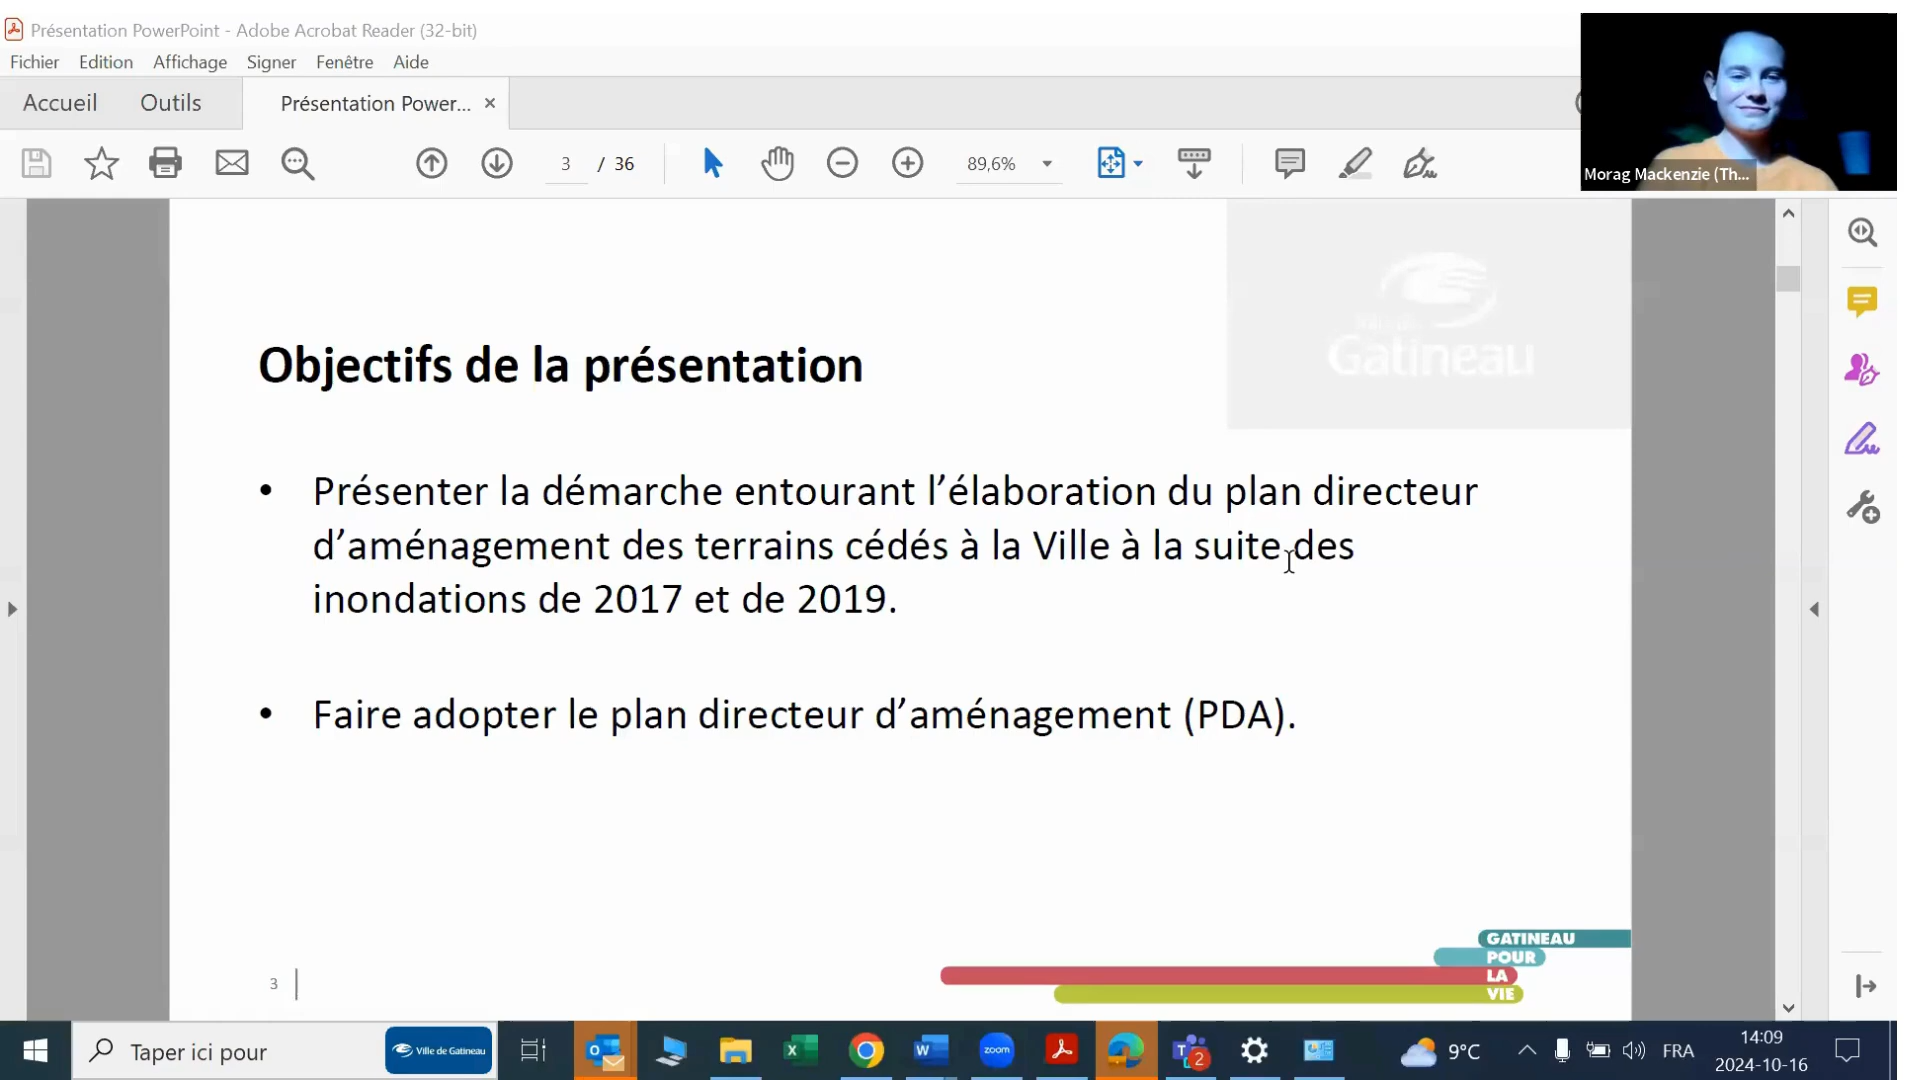 Présentation PowerPoint - Adobe Acrobat Reader (32-bit)
Fichier Edition Affichage Signer Fenêtre Aide
Accueil Outils Présentation Power... ×
3 / 36 89,6%
Morag Mackenzie (Th...
Gatineau
Objectifs de la présentation
• Présenter la démarche entourant l’élaboration du plan directeur
d’aménagement des terrains cédés à la Ville à la suite des
inondations de 2017 et de 2019.
• Faire adopter le plan directeur d’aménagement (PDA).
GATINEAU
POUR
LA
VIE
3
Taper ici pour Ville de Gatineau zoom 2 9°C FRA
14:09
2024-10-16